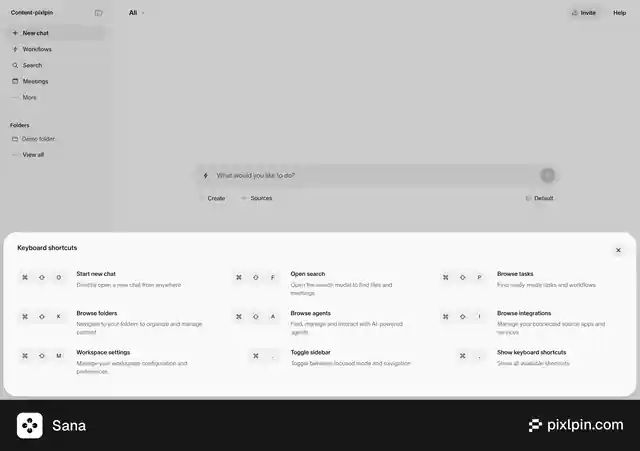 Content-pixlpin
Ali
Invite
Help
New chat
Workflows
Search
Meetings
More
Folders
Demo folder
View all
What would you like to do?
Create
Sources
Default
Keyboard shortcuts
⌘ ⇧ O
Start new chat
Directly open a new chat from anywhere
⌘ ⇧ F
Open search
Open the search modal to find files and
meetings
⌘ ⇧ P
Browse tasks
Find ready made tasks and workflows
⌘ ⇧ K
Browse folders
Navigate to your folders to organize and manage
content
⌘ ⇧ A
Browse agents
Find, manage and interact with AI-powered
agents
⌘ ⇧ I
Browse integrations
Manage your connected source apps and
services
⌘ ⇧ M
Workspace settings
Manage your workspace configuration and
preferences
⌘ .
Toggle sidebar
Toggle between focused mode and navigation
⌘
Show keyboard shortcuts
Show all available shortcuts
Sana
pixlpin.com